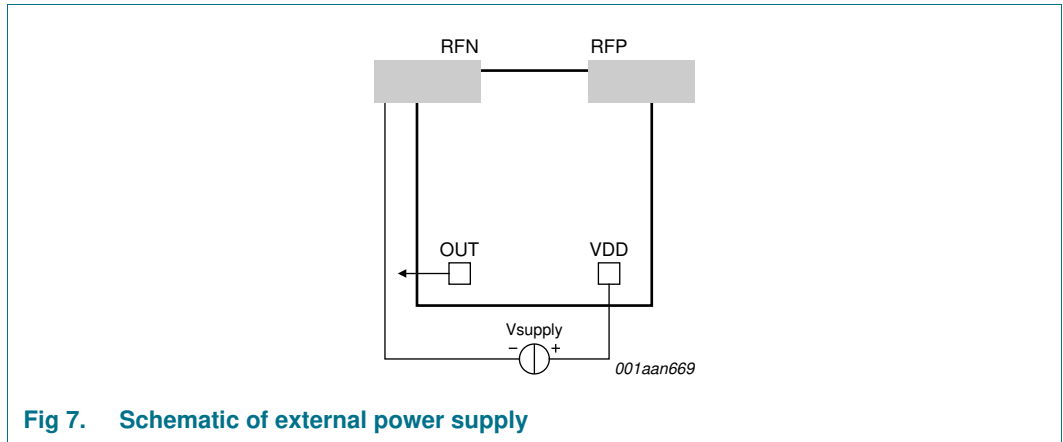 RFN RFP
OUT VDD
Vsupply
− +
001aan669
Fig 7. Schematic of external power supply